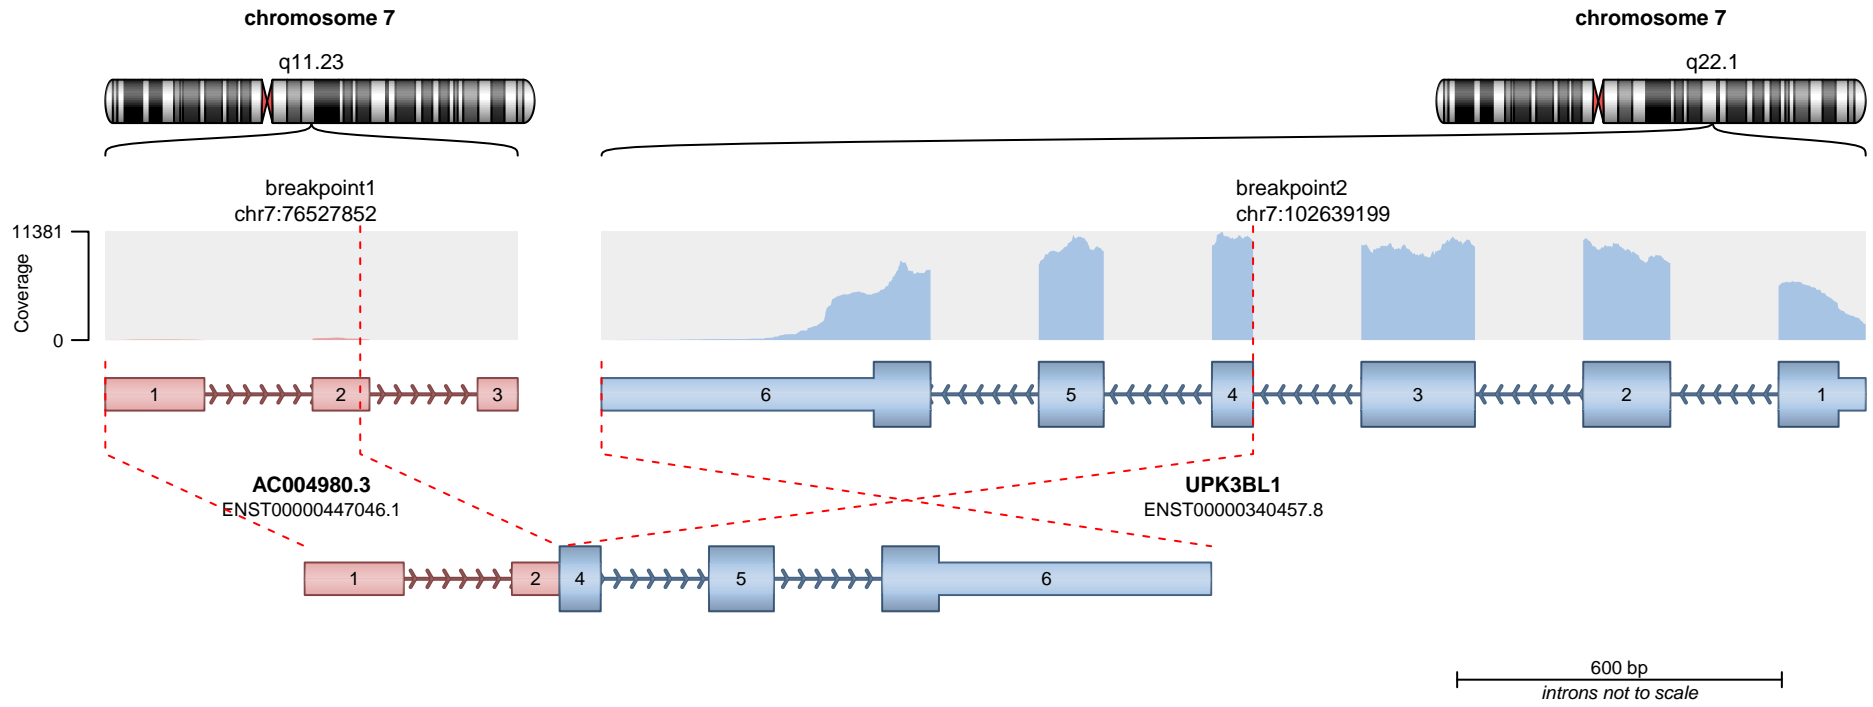 chromosome 7
chromosome 7
q11.23
q22.1
breakpoint1
chr7:76527852
breakpoint2
chr7:102639199
11381
Coverage
0
1
2
3
6
5
4
3
2
1
AC004980.3
ENST00000447046.1
UPK3BL1
ENST00000340457.8
1
2
4
5
6
600 bp
introns not to scale